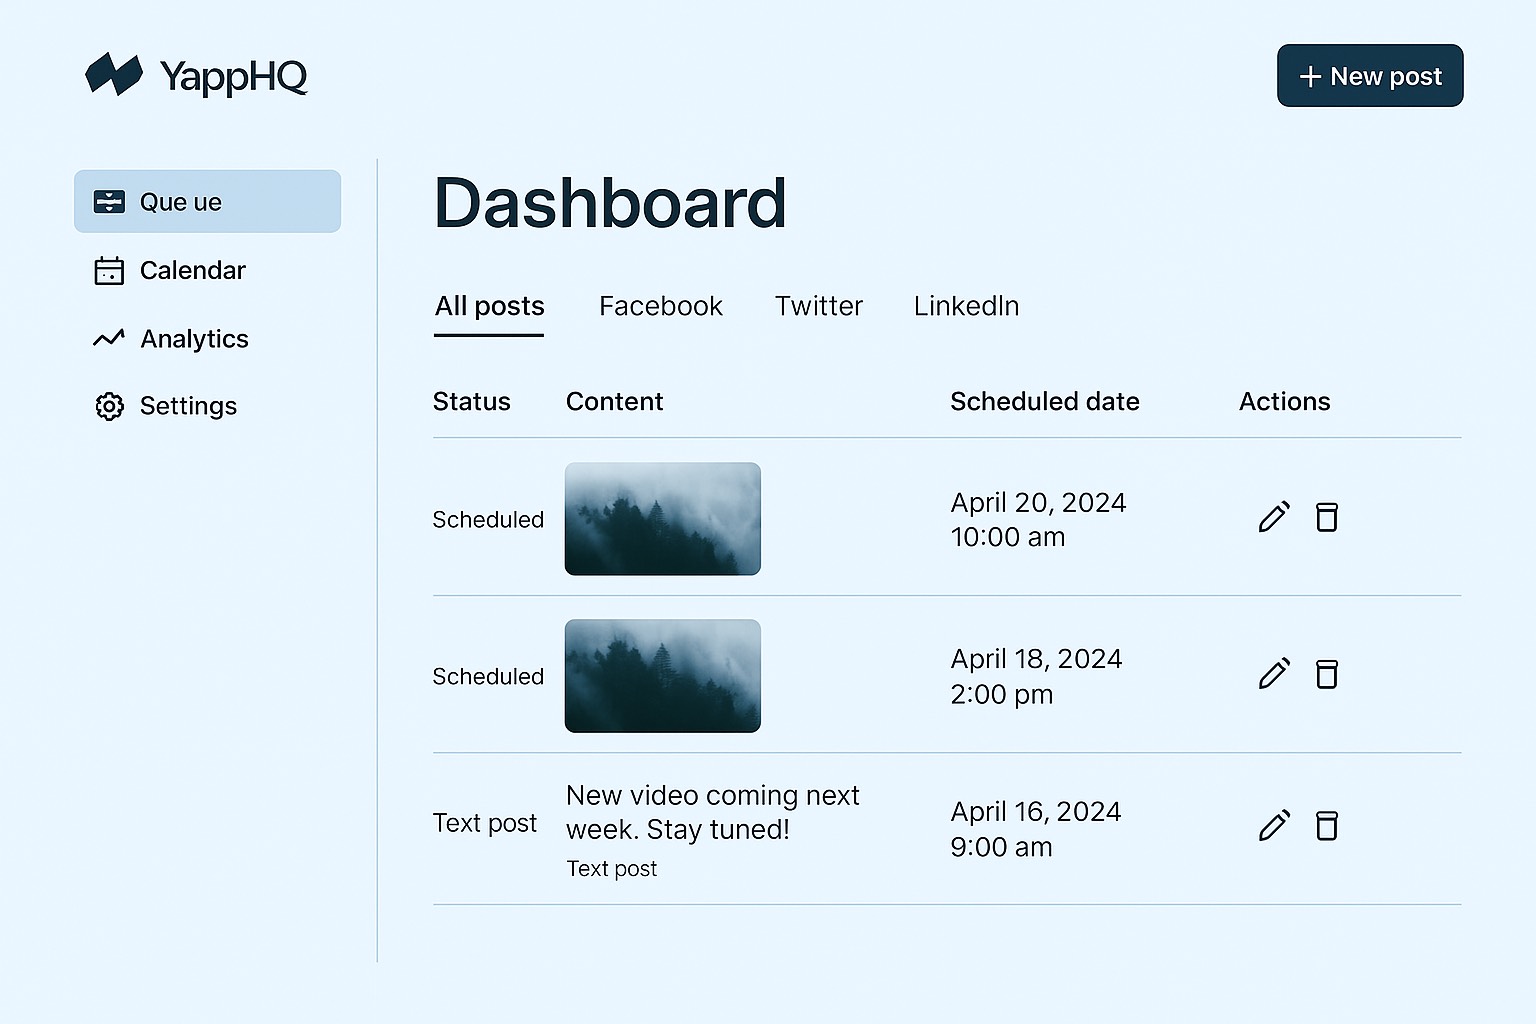 YappHQ
+ New post
Que ue
Calendar
Analytics
Settings
Dashboard
All posts Facebook Twitter LinkedIn
Status Content Scheduled date Actions
Scheduled
April 20, 2024
10:00 am
Scheduled
April 18, 2024
2:00 pm
Text post
New video coming next
week. Stay tuned!
Text post
April 16, 2024
9:00 am